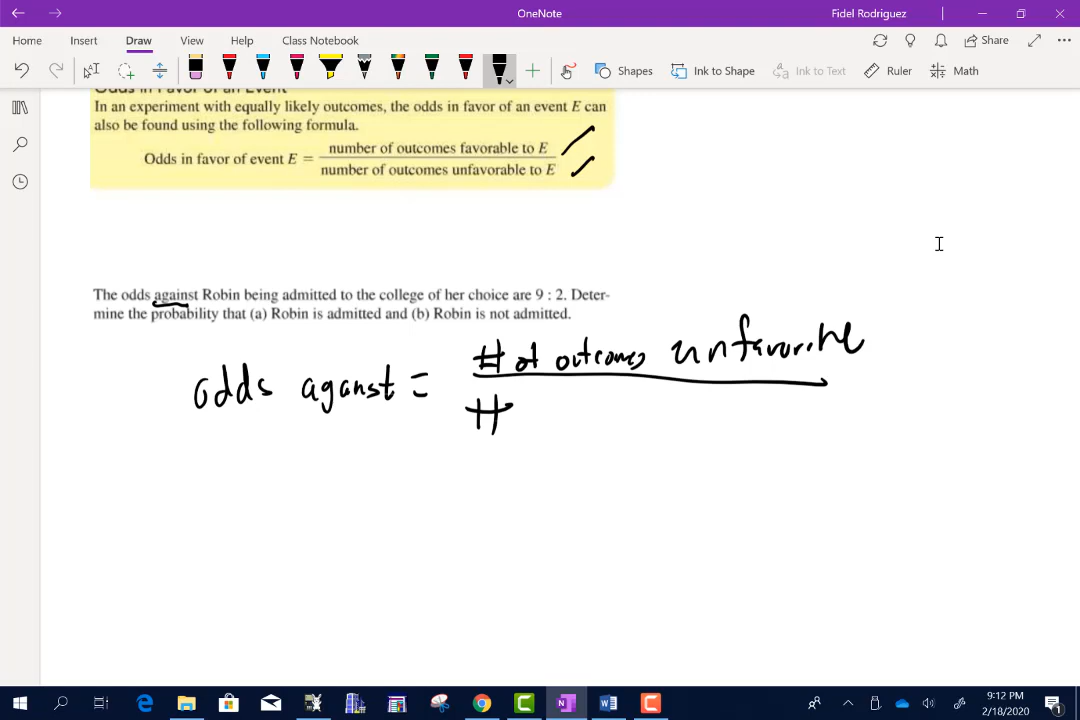 OneNote
Fidel Rodriguez
Home Insert Draw View Help Class Notebook
Share
Shapes Ink to Shape Ink to Text Ruler Math
Odds in Favor of an Event
In an experiment with equally likely outcomes, the odds in favor of an event E can
also be found using the following formula.
Odds in favor of event E = number of outcomes favorable to E
number of outcomes unfavorable to E
The odds against Robin being admitted to the college of her choice are 9 : 2. Deter-
mine the probability that (a) Robin is admitted and (b) Robin is not admitted.
odds aganst = # of outcomes
#
9:12 PM
2/18/2020
1